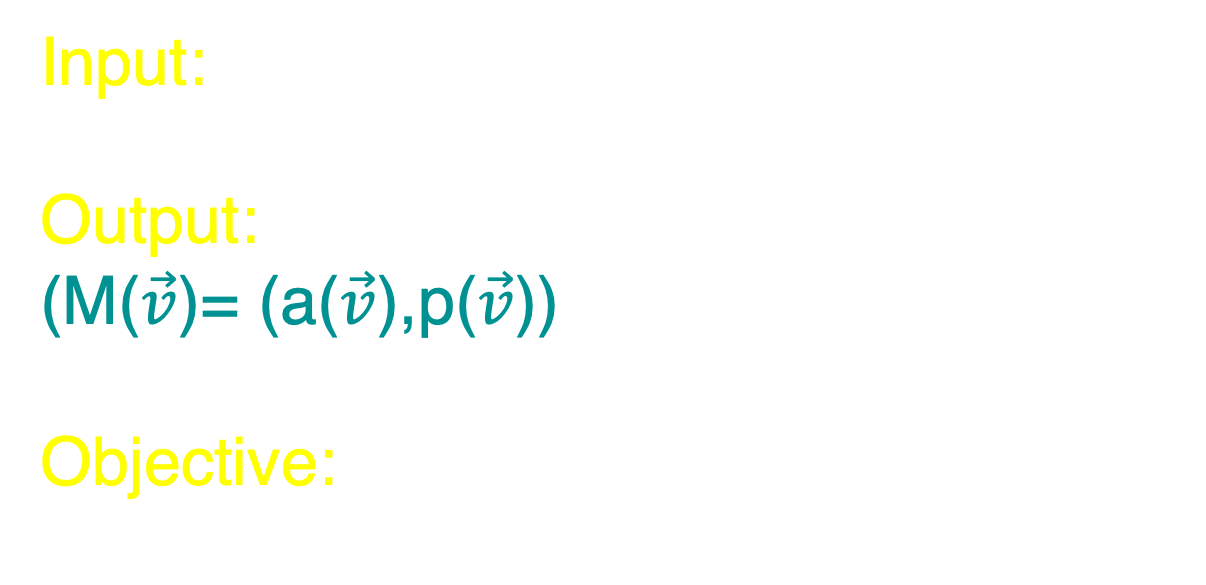 Input:
Output:
(M(v⃗)= (a(v⃗),p(v⃗))
Objective: